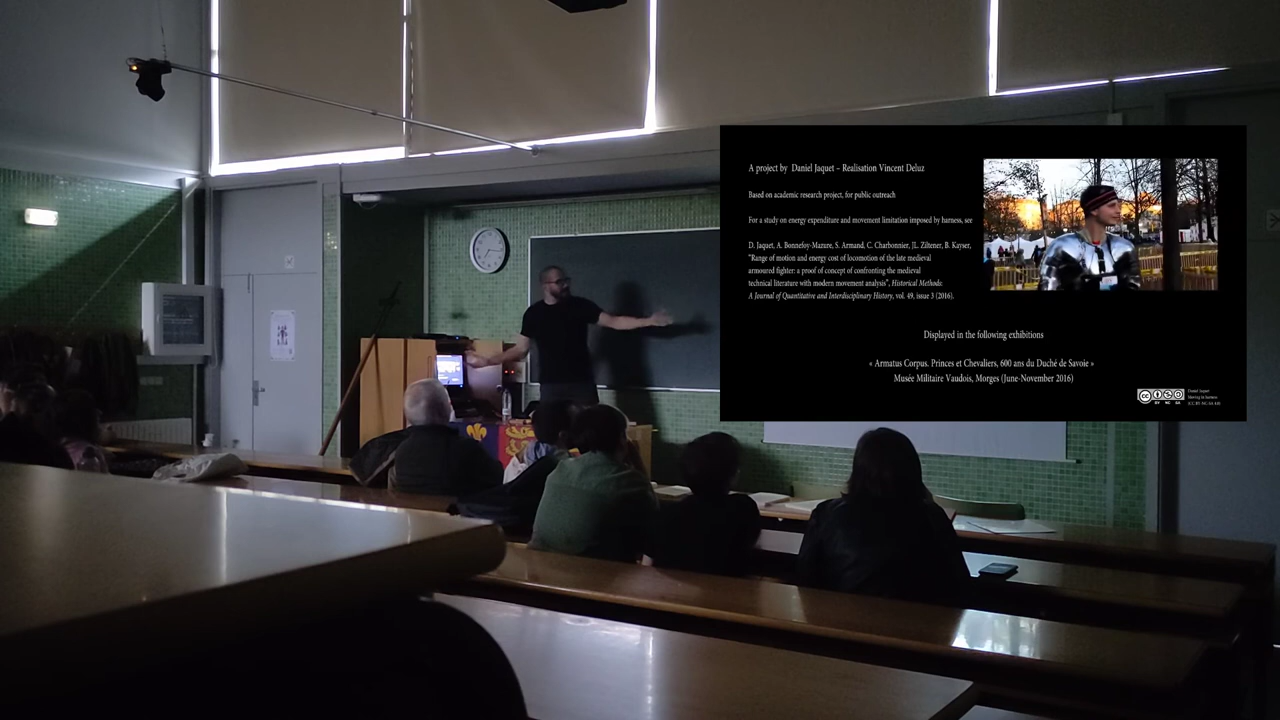 A project by Daniel Jaquet – Realisation Vincent Deluz
Based on academic research project, for public outreach
For a study on energy expenditure and movement limitation imposed by harness, see
D. Jaquet, A. Bonnefoy-Mazure, S. Armand, C. Charbonnier, JL. Ziltener, B. Kayser,
"Range of motion and energy cost of locomotion of the late medieval
armoured fighter: a proof of concept of confronting the medieval
technical literature with modern movement analysis", Historical Methods:
A Journal of Quantitative and Interdisciplinary History, vol. 49, issue 3 (2016).
Displayed in the following exhibitions
« Armatus Corpus. Princes et Chevaliers, 600 ans du Duché de Savoie »
Musée Militaire Vaudois, Morges (June-November 2016)
Daniel Jaquet